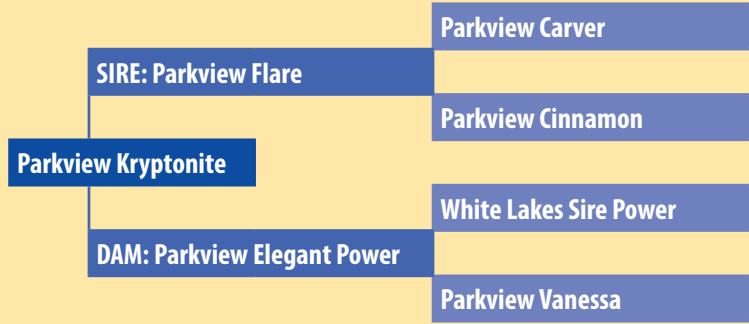 Parkview Carver
SIRE: Parkview Flare
Parkview Cinnamon
Parkview Kryptonite
White Lakes Sire Power
DAM: Parkview Elegant Power
Parkview Vanessa